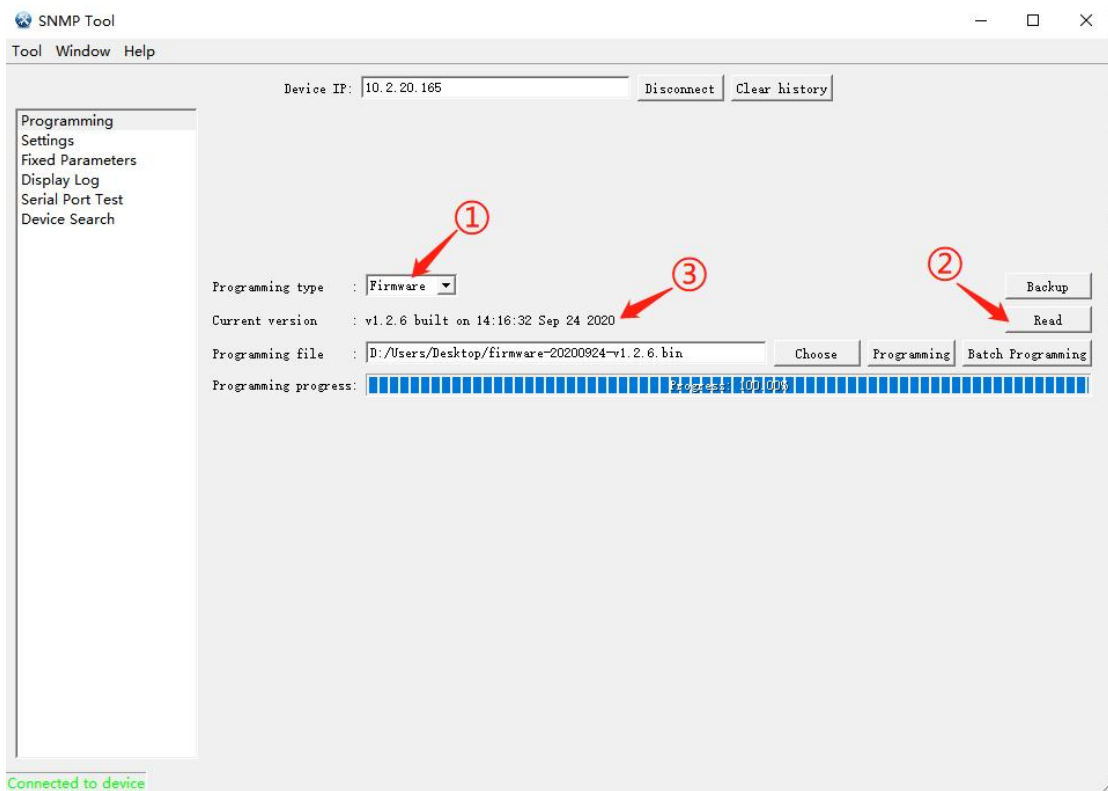 SNMP Tool
Tool Window Help
Device IP: 10.2.20.165 Disconnect Clear history
Programming
Settings
Fixed Parameters
Display Log
Serial Port Test
Device Search
①
③
②
Programming type : Firmware Backup
Current version : v1.2.6 built on 14:16:32 Sep 24 2020 Read
Programming file : D:/Users/Desktop/firmware-20200924-v1.2.6.bin Choose Programming Batch Programming
Programming progress: Progress: 100.00%
Connected to device